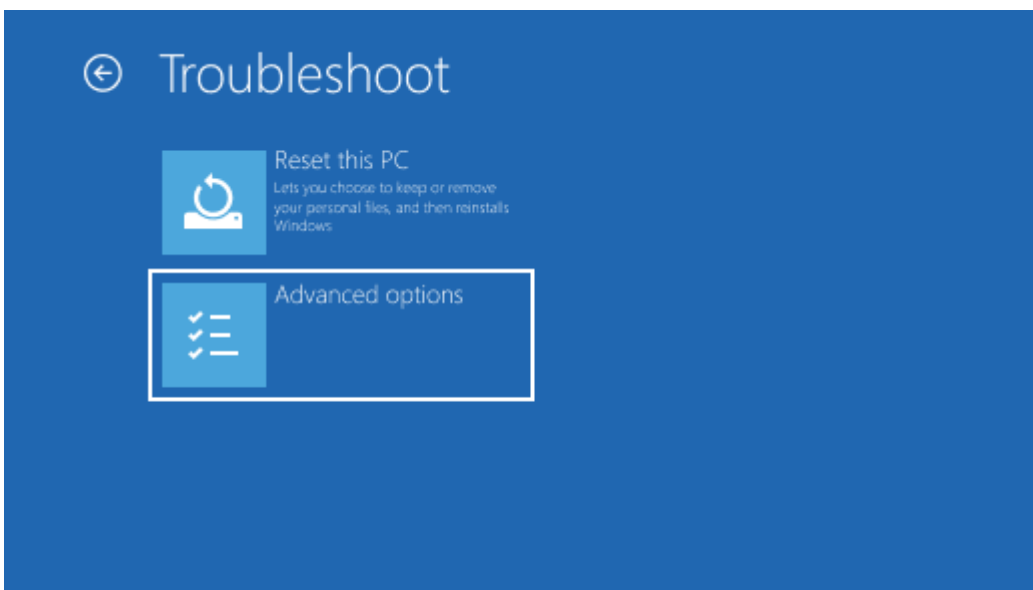 Troubleshoot
Reset this PC
Lets you choose to keep or remove
your personal files, and then reinstalls
Windows
Advanced options